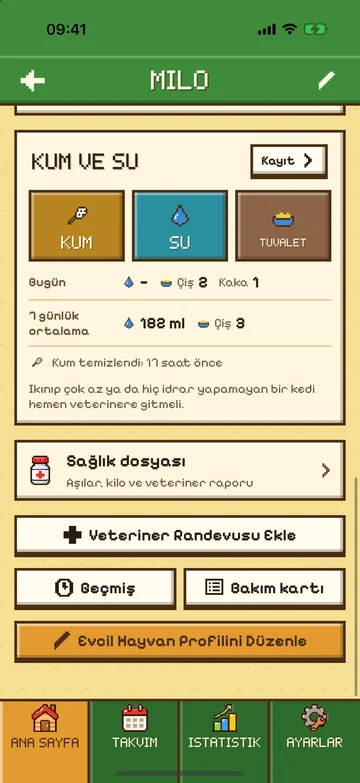 09:41
MILO
KUM VE SU
Kayıt
KUM
SU
TUVALET
Bugün - Çiş 2 Kaka 1
7 günlük
ortalama
182 ml Çiş 3
Kum temizlendi: 17 saat önce
Ikınıp çok az ya da hiç idrar yapamayan bir kedi
hemen veterinere gitmeli.
Sağlık dosyası
Aşılar, kilo ve veteriner raporu
Veteriner Randevusu Ekle
Geçmiş
Bakım kartı
Evcil Hayvan Profilini Düzenle
ANA SAYFA
TAKVIM
ISTATISTIK
AYARLAR